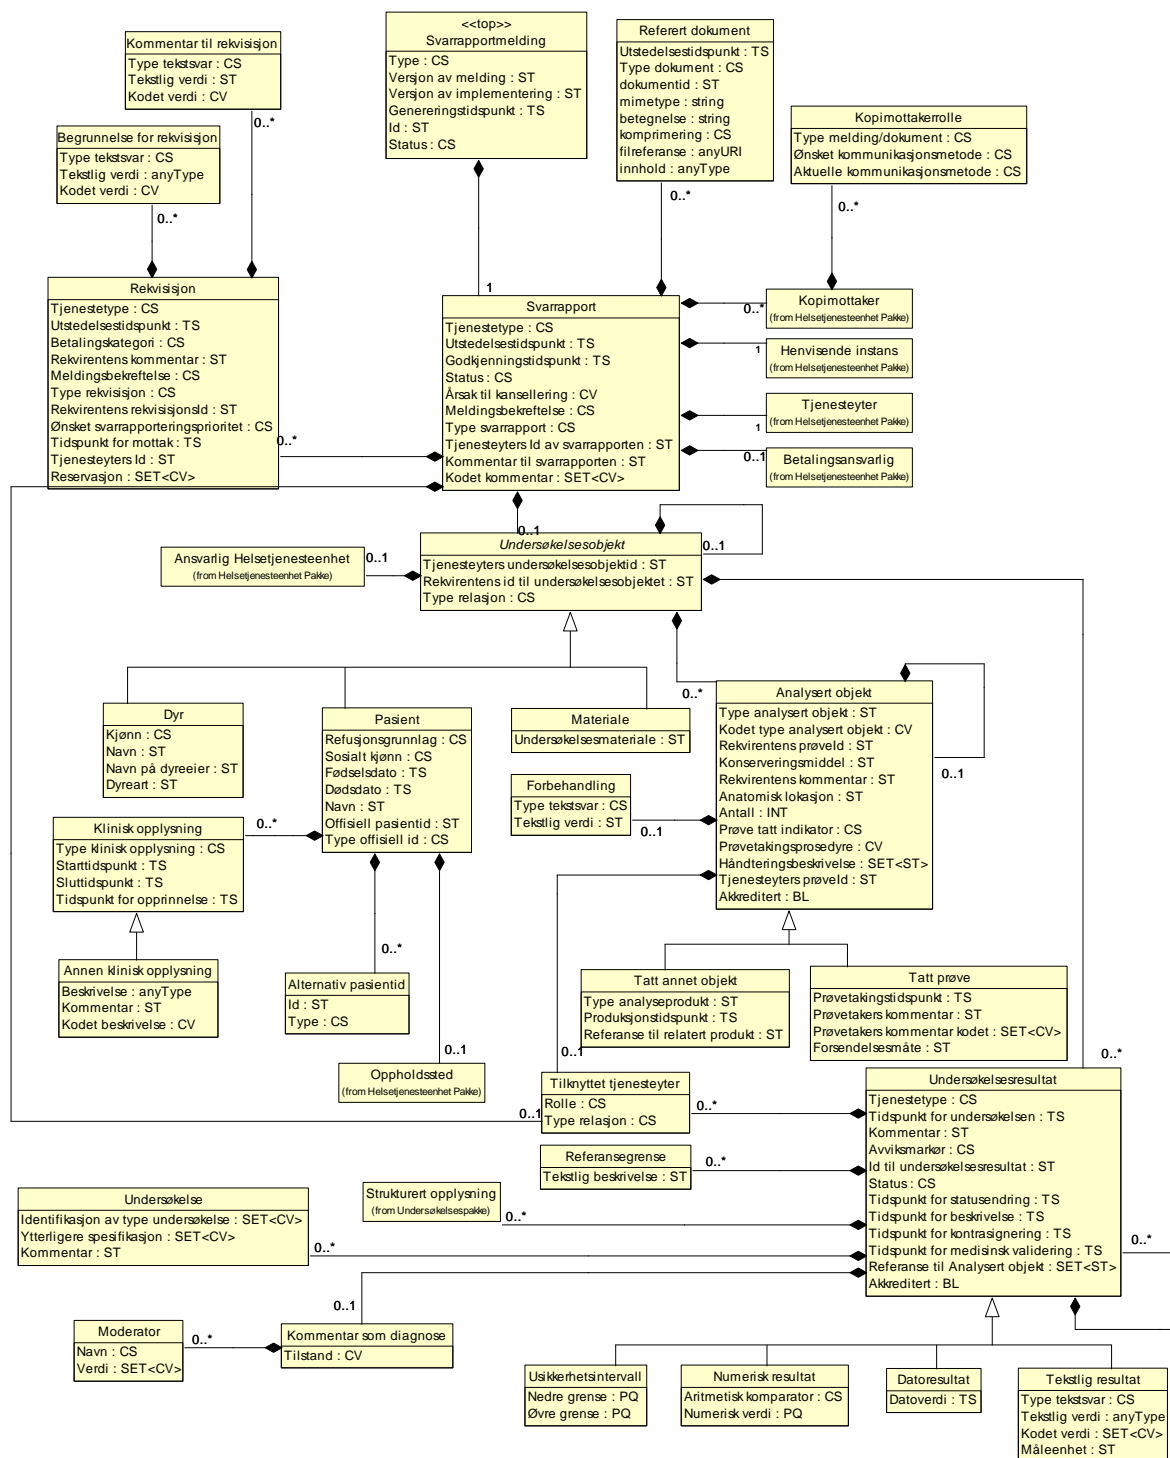 <<top>>
Svarrapportmelding
Type : CS
Versjon av melding : ST
Versjon av implementering : ST
Genereringstidspunkt : TS
Id : ST
Status : CS
Referert dokument
Utstedelsestidspunkt : TS
Type dokument : CS
dokumentid : ST
mimetype : string
betegnelse : string
komprimering : CS
filreferanse : anyURI
innhold : anyType
Kommentar til rekvisisjon
Type tekstsvar : CS
Tekstlig verdi : ST
Kodet verdi : CV
0..*
Begrunnelse for rekvisisjon
Type tekstsvar : CS
Tekstlig verdi : anyType
Kodet verdi : CV
0..*
Kopimottakerrolle
Type melding/dokument : CS
Ønsket kommunikasjonsmetode : CS
Aktuelle kommunikasjonsmetode : CS
0..*
0..*
Rekvisisjon
Tjenestetype : CS
Utstedelsestidspunkt : TS
Betalingskategori : CS
Rekvirentens kommentar : ST
Meldingsbekreftelse : CS
Type rekvisisjon : CS
Rekvirentens rekvisisjonsId : ST
Ønsket svarrapporteringsprioritet : CS
Tidspunkt for mottak : TS
Tjenesteyters Id : ST
Reservasjon : SET<CV>
0..*
1
Svarrapport
Tjenestetype : CS
Utstedelsestidspunkt : TS
Godkjenningstidspunkt : TS
Status : CS
Årsak til kansellering : CV
Meldingsbekreftelse : CS
Type svarrapport : CS
Tjenesteyters Id av svarrapporten : ST
Kommentar til svarrapporten : ST
Kodet kommentar : SET<CV>
Kopimottaker
(from Helsetjenesteenhet Pakke)
0..*
Henvisende instans
(from Helsetjenesteenhet Pakke)
1
Tjenesteyter
(from Helsetjenesteenhet Pakke)
1
Betalingsansvarlig
(from Helsetjenesteenhet Pakke)
0..1
0..1
Undersøkelsesobjekt
Tjenesteyters undersøkelsesobjektid : ST
Rekvirentens id til undersøkelsesobjektet : ST
Type relasjon : CS
0..1
Ansvarlig Helsetjenesteenhet
(from Helsetjenesteenhet Pakke)
0..1
Dyr
Kjønn : CS
Navn : ST
Navn på dyreeier : ST
Dyreart : ST
Pasient
Refusjonsgrunnlag : CS
Sosialt kjønn : CS
Fødselsdato : TS
Dødsdato : TS
Navn : ST
Offisiell pasientid : ST
Type offisiell id : CS
Materiale
Undersøkelsesmateriale : ST
0..*
Analysert objekt
Type analysert objekt : ST
Kodet type analysert objekt : CV
Rekvirentens prøveId : ST
Konserveringsmiddel : ST
Rekvirentens kommentar : ST
Anatomisk lokasjon : ST
Antall : INT
Prøve tatt indikator : CS
Prøvetakingsprosedyre : CV
Håndteringsbeskrivelse : SET<ST>
Tjenesteyters prøveId : ST
Akkreditert : BL
0..1
Forbehandling
Type tekstsvar : CS
Tekstlig verdi : ST
0..1
Klinisk opplysning
Type klinisk opplysning : CS
Starttidspunkt : TS
Sluttidspunkt : TS
Tidspunkt for opprinnelse : TS
0..*
Annen klinisk opplysning
Beskrivelse : anyType
Kommentar : ST
Kodet beskrivelse : CV
0..*
Alternativ pasientid
Id : ST
Type : CS
0..1
Oppholdssted
(from Helsetjenesteenhet Pakke)
Tatt annet objekt
Type analyseprodukt : ST
Produksjonstidspunkt : TS
Referanse til relatert produkt : ST
Tatt prøve
Prøvetakingstidspunkt : TS
Prøvetakers kommentar : ST
Prøvetakers kommentar kodet : SET<CV>
Forsendelsesmåte : ST
0..1
0..1
Tilknyttet tjenesteyter
Rolle : CS
Type relasjon : CS
0..*
0..*
Undersøkelsesresultat
Tjenestetype : CS
Tidspunkt for undersøkelsen : TS
Kommentar : ST
Avviksmarkør : CS
Id til undersøkelsesresultat : ST
Status : CS
Tidspunkt for statusendring : TS
Tidspunkt for beskrivelse : TS
Tidspunkt for kontrasignering : TS
Tidspunkt for medisinsk validering : TS
Referanse til Analysert objekt : SET<ST>
Akkreditert : BL
0..*
Referansegrense
Tekstlig beskrivelse : ST
0..*
Strukturert opplysning
(from Undersøkelsespakke)
0..*
Undersøkelse
Identifikasjon av type undersøkelse : SET<CV>
Ytterligere spesifikasjon : SET<CV>
Kommentar : ST
0..*
0..1
Moderator
Navn : CS
Verdi : SET<CV>
0..*
Kommentar som diagnose
Tilstand : CV
Usikkerhetsintervall
Nedre grense : PQ
Øvre grense : PQ
Numerisk resultat
Aritmetisk komparator : CS
Numerisk verdi : PQ
Datoresultat
Datoverdi : TS
Tekstlig resultat
Type tekstsvar : CS
Tekstlig verdi : anyType
Kodet verdi : SET<CV>
Måleenhet : ST